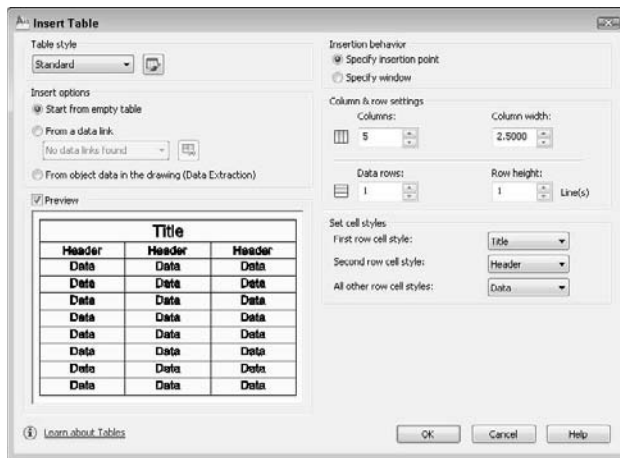 Insert Table
Table style
Standard
Insert options
Start from empty table
From a data link
No data links found
From object data in the drawing (Data Extraction)
Preview
Title
Header Header Header
Data Data Data
Data Data Data
Data Data Data
Data Data Data
Data Data Data
Data Data Data
Data Data Data
Data Data Data
Learn about Tables
Insertion behavior
Specify insertion point
Specify window
Column & row settings
Columns: Column width:
5 2.5000
Data rows: Row height:
1 1 Line(s)
Set cell styles
First row cell style: Title
Second row cell style: Header
All other row cell styles: Data
OK Cancel Help